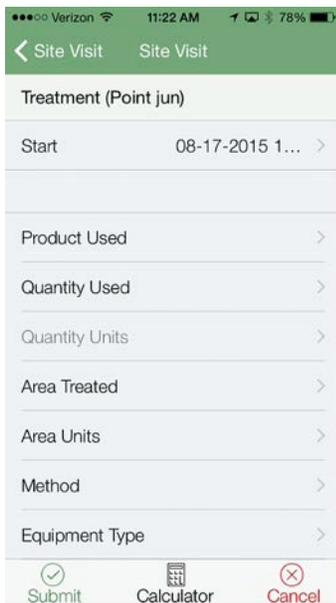 Verizon 11:22 AM 78%
Site Visit Site Visit
Treatment (Point jun)
Start 08-17-2015 1...
Product Used
Quantity Used
Quantity Units
Area Treated
Area Units
Method
Equipment Type
Submit Calculator Cancel